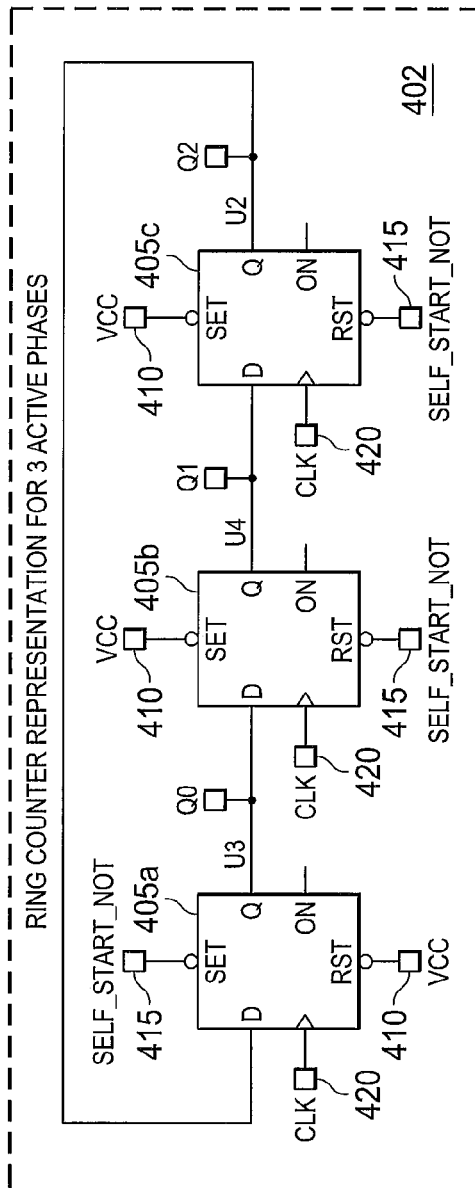 RING COUNTER REPRESENTATION FOR 3 ACTIVE PHASES
SELF_START_NOT
415
SET
405a
U3
Q0
D
Q
ON
RST
CLK
420
410
VCC
VCC
410
SET
405b
U4
Q1
D
Q
ON
RST
CLK
420
415
SELF_START_NOT
VCC
410
SET
405c
U2
Q2
D
Q
ON
RST
CLK
420
415
SELF_START_NOT
402